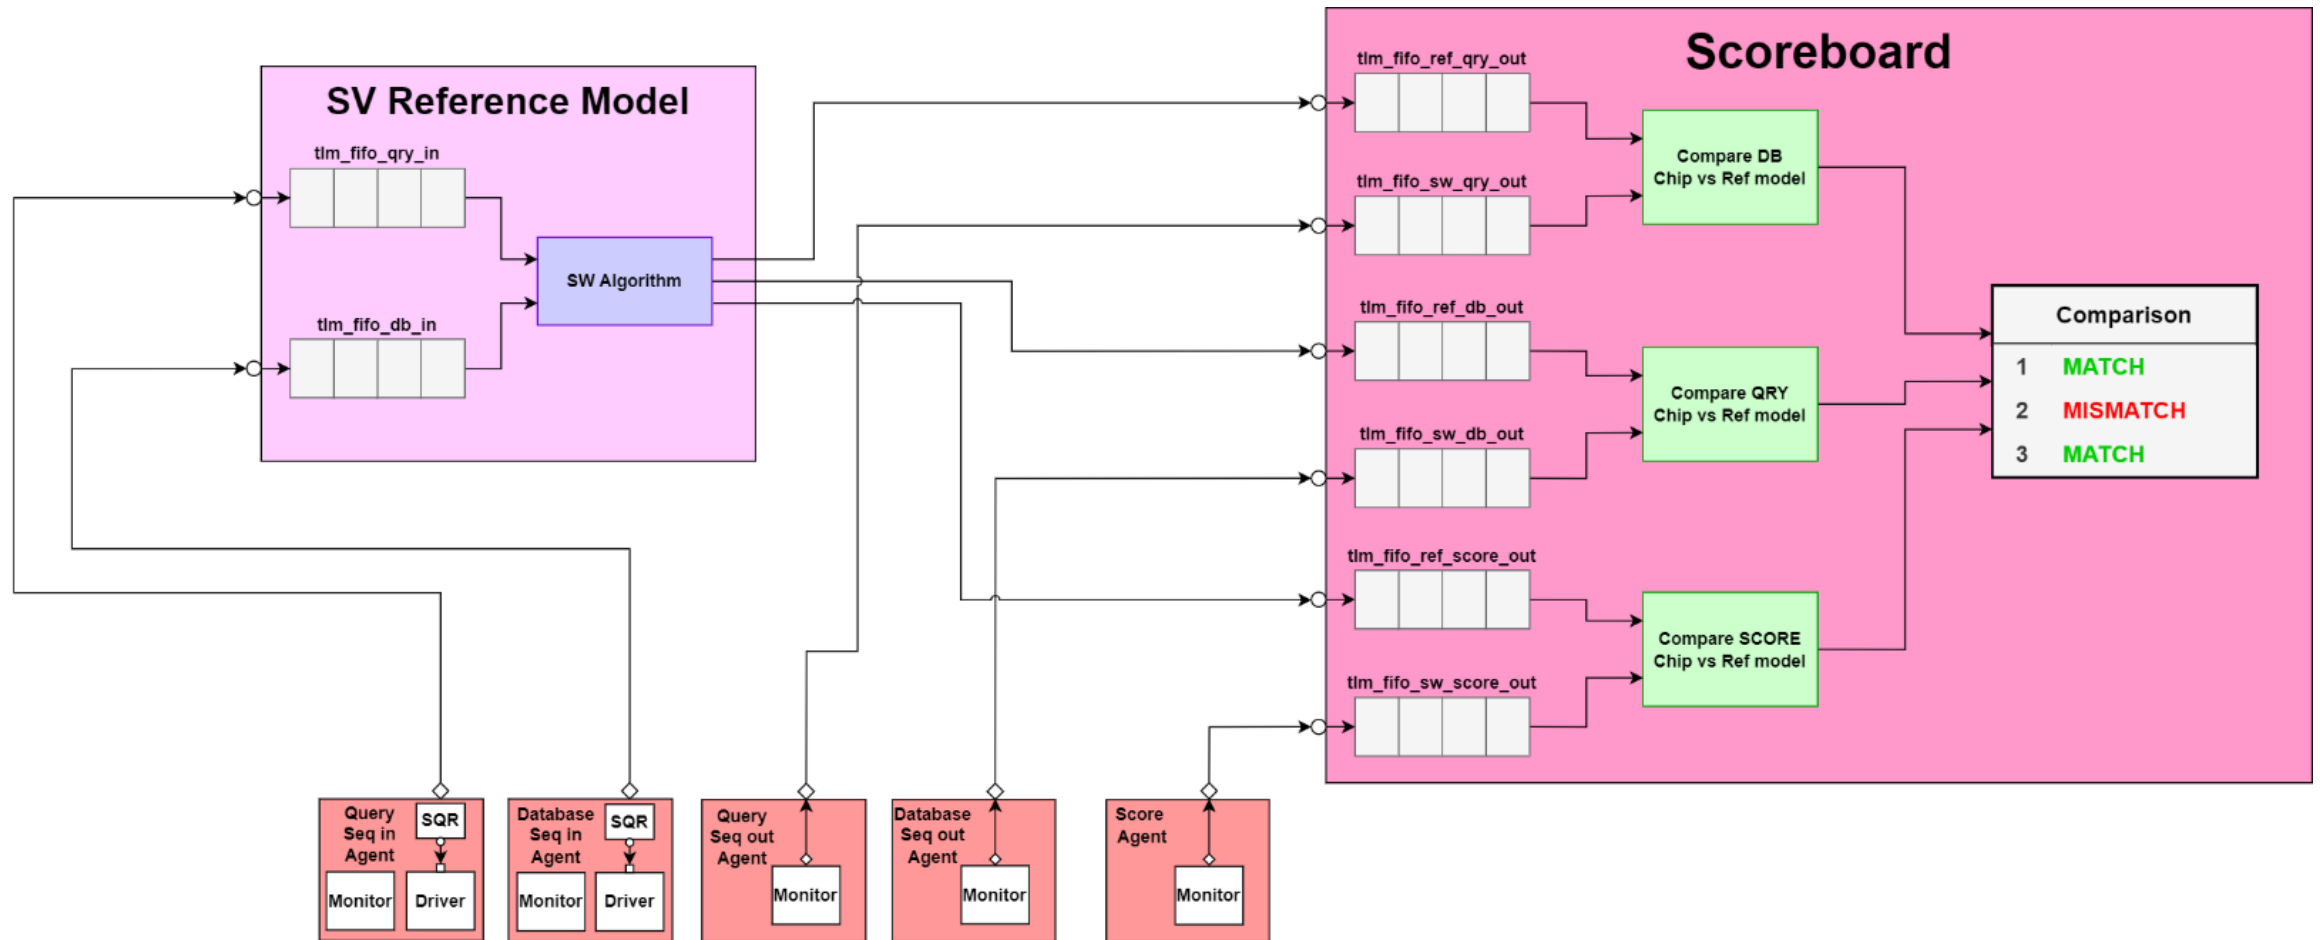 Scoreboard
SV Reference Model
tlm_fifo_qry_in
tlm_fifo_db_in
SW Algorithm
tlm_fifo_ref_qry_out
tlm_fifo_sw_qry_out
tlm_fifo_ref_db_out
tlm_fifo_sw_db_out
tlm_fifo_ref_score_out
tlm_fifo_sw_score_out
Compare DB
Chip vs Ref model
Compare QRY
Chip vs Ref model
Compare SCORE
Chip vs Ref model
Comparison
1 MATCH
2 MISMATCH
3 MATCH
Query
Seq in
Agent
SQR
Monitor
Driver
Database
Seq in
Agent
SQR
Monitor
Driver
Query
Seq out
Agent
Monitor
Database
Seq out
Agent
Monitor
Score
Agent
Monitor